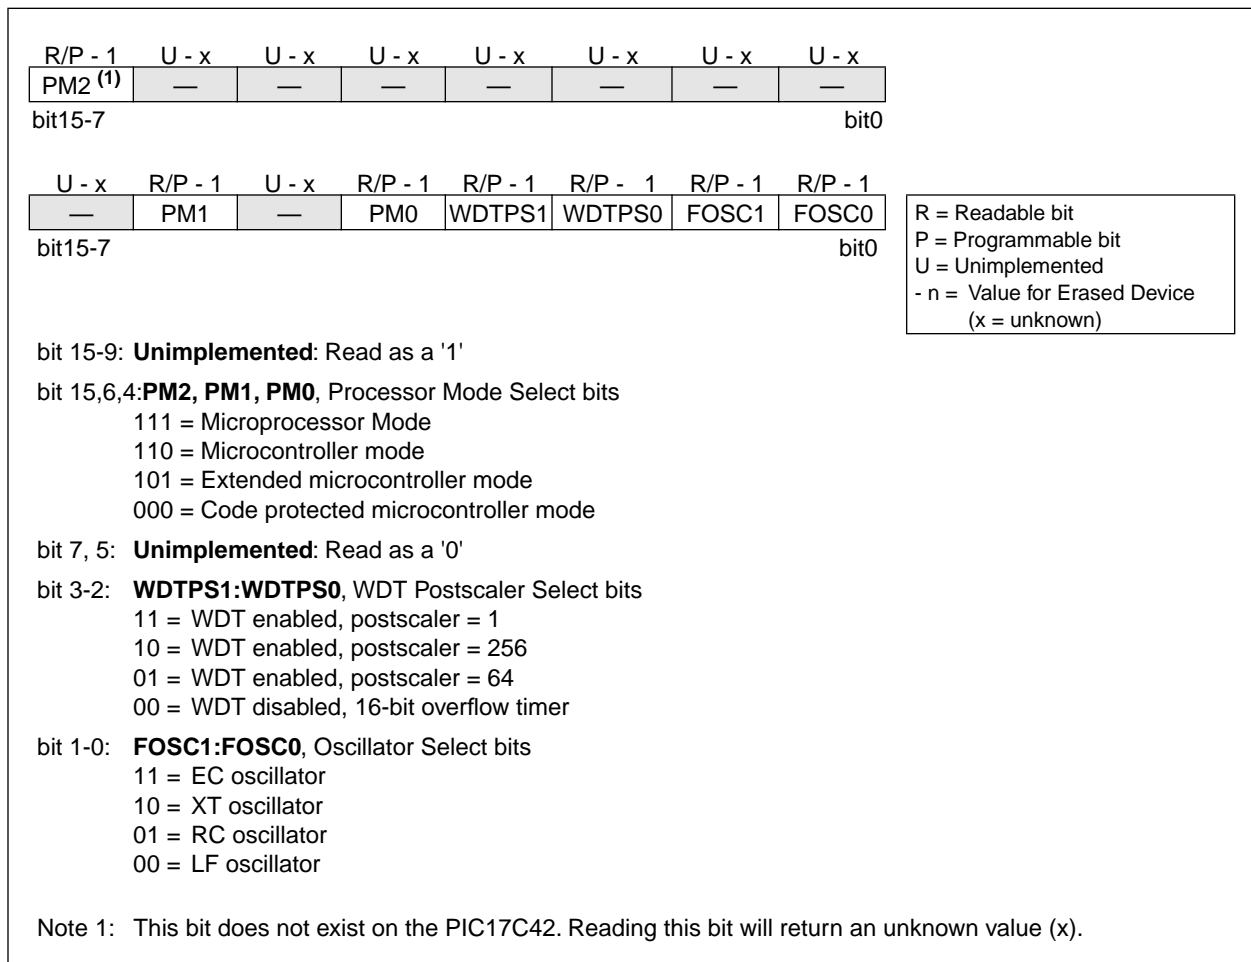 R/P - 1 U - x U - x U - x U - x U - x U - x U - x
PM2 (1) — — — — — — —
bit15-7 bit0
U - x R/P - 1 U - x R/P - 1 R/P - 1 R/P - 1 R/P - 1 R/P - 1
— PM1 — PM0 WDTPS1 WDTPS0 FOSC1 FOSC0
bit15-7 bit0
R = Readable bit
P = Programmable bit
U = Unimplemented
- n = Value for Erased Device
(x = unknown)
bit 15-9: Unimplemented: Read as a '1'
bit 15,6,4:PM2, PM1, PM0, Processor Mode Select bits
111 = Microprocessor Mode
110 = Microcontroller mode
101 = Extended microcontroller mode
000 = Code protected microcontroller mode
bit 7, 5: Unimplemented: Read as a '0'
bit 3-2: WDTPS1:WDTPS0, WDT Postscaler Select bits
11 = WDT enabled, postscaler = 1
10 = WDT enabled, postscaler = 256
01 = WDT enabled, postscaler = 64
00 = WDT disabled, 16-bit overflow timer
bit 1-0: FOSC1:FOSC0, Oscillator Select bits
11 = EC oscillator
10 = XT oscillator
01 = RC oscillator
00 = LF oscillator
Note 1: This bit does not exist on the PIC17C42. Reading this bit will return an unknown value (x).